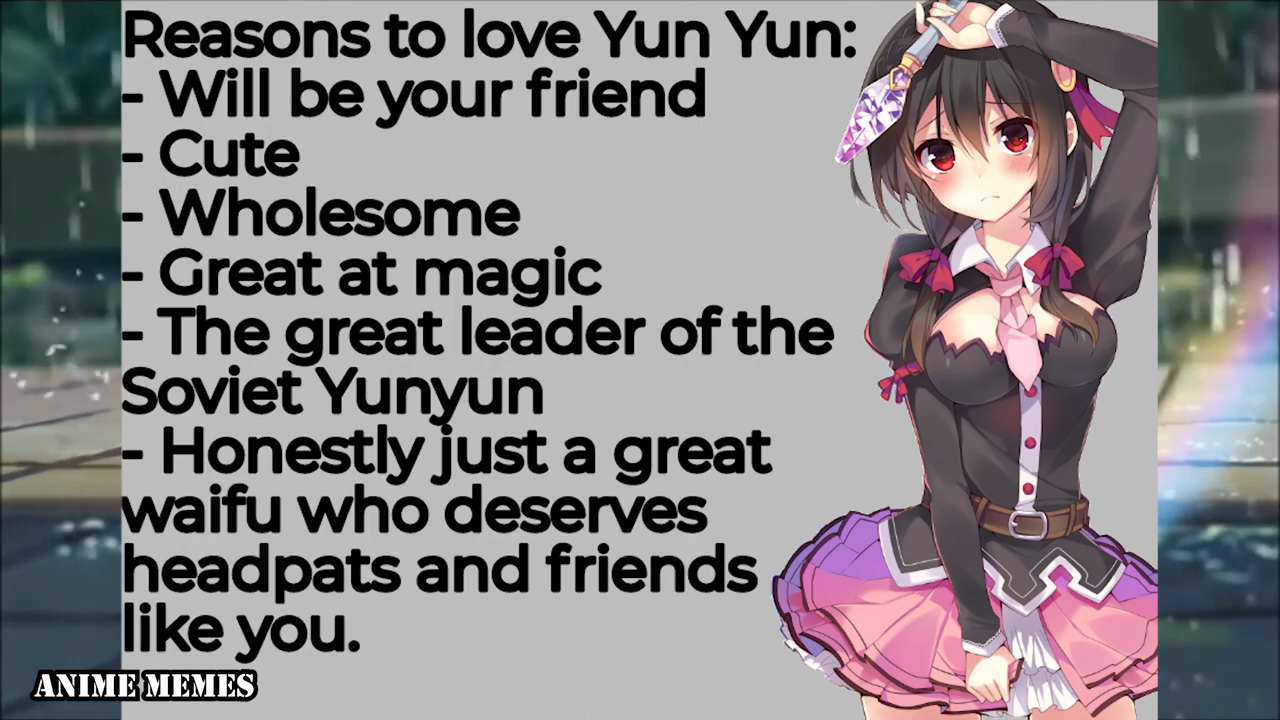 Reasons to love Yun Yun:
- Will be your friend
- Cute
- Wholesome
- Great at magic
- The great leader of the
Soviet Yunyun
- Honestly just a great
waifu who deserves
headpats and friends
like you.
ANIME MEMES